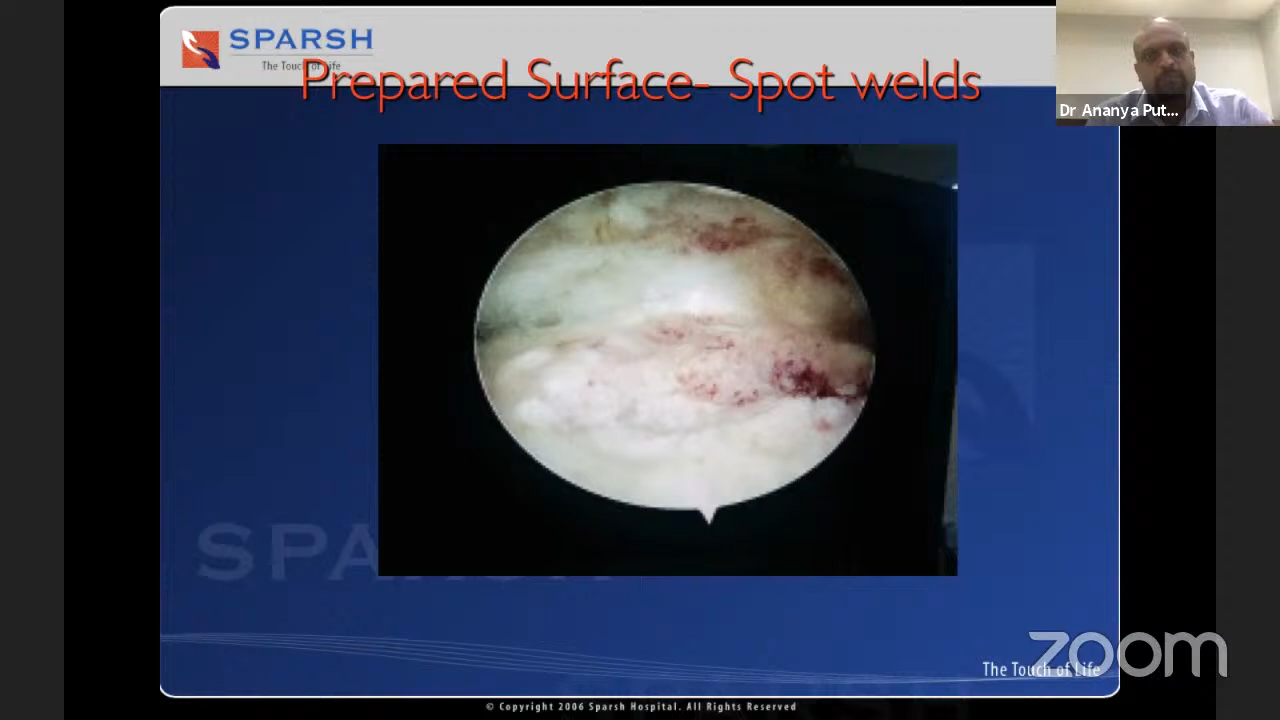 SPARSH
The Touch of Life
Prepared Surface- Spot welds
Dr Ananya Put...
SPA
zoom
The Touch of Life
© Copyright 2006 Sparsh Hospital. All Rights Reserved